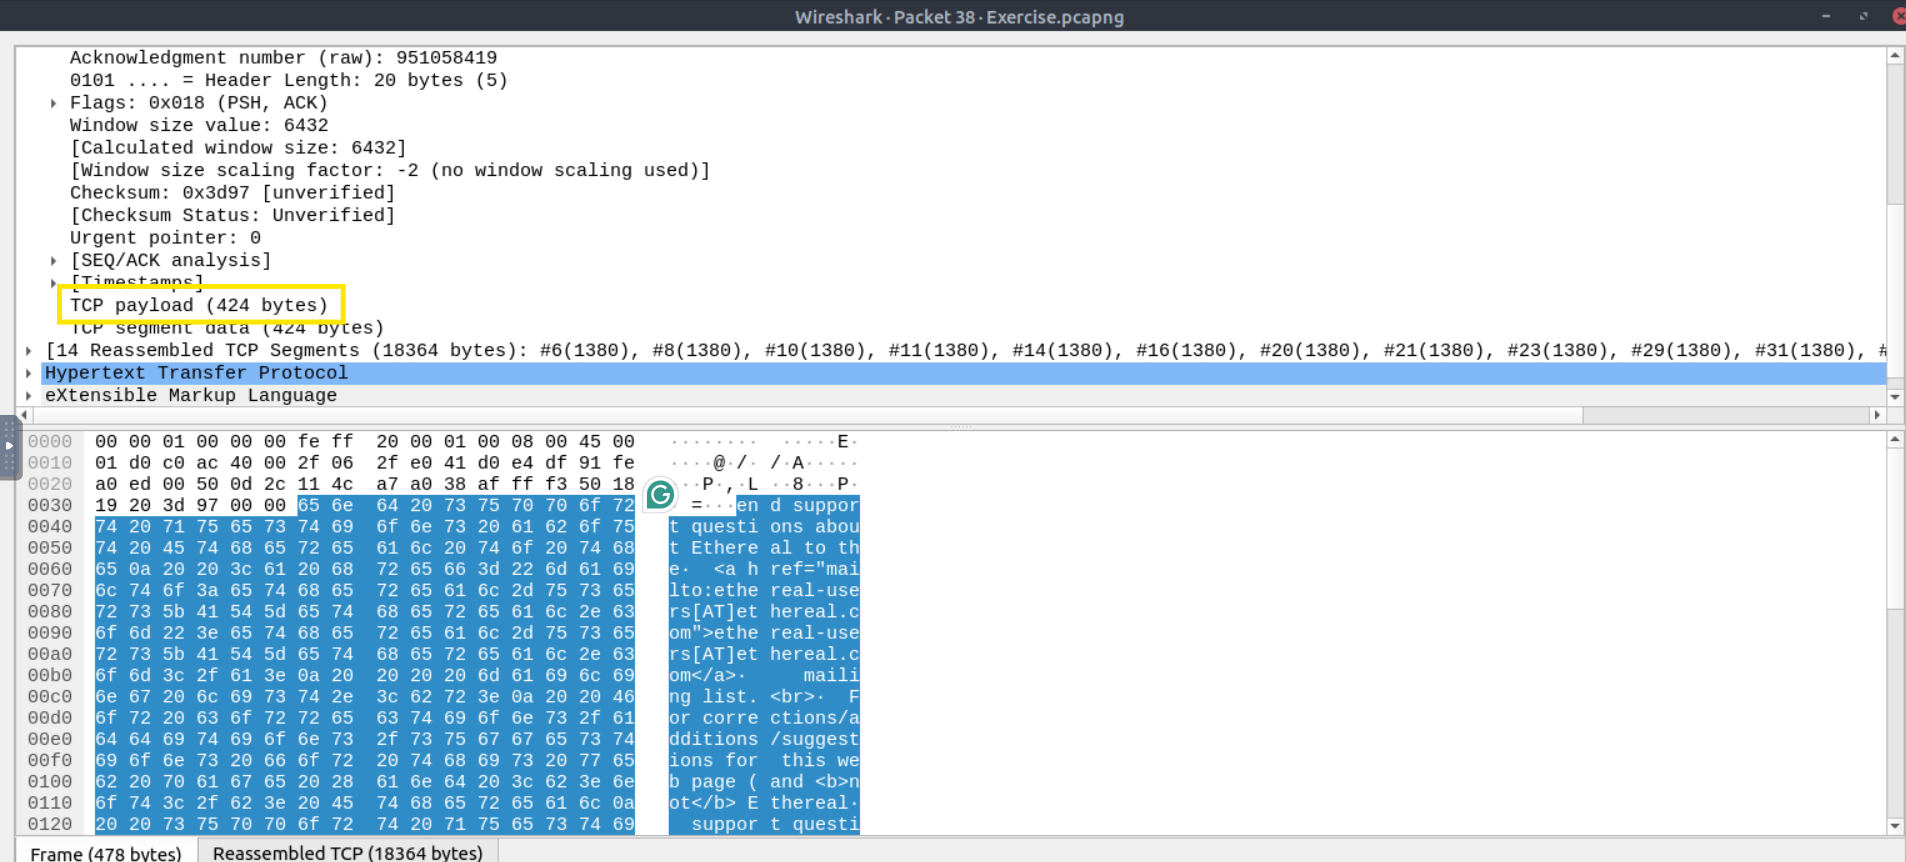 Wireshark · Packet 38 · Exercise.pcapng
Acknowledgment number (raw): 951058419
0101 .... = Header Length: 20 bytes (5)
Flags: 0x018 (PSH, ACK)
Window size value: 6432
[Calculated window size: 6432]
[Window size scaling factor: -2 (no window scaling used)]
Checksum: 0x3d97 [unverified]
[Checksum Status: Unverified]
Urgent pointer: 0
[SEQ/ACK analysis]
[Timestamps]
TCP payload (424 bytes)
TCP segment data (424 bytes)
[14 Reassembled TCP Segments (18364 bytes): #6(1380), #8(1380), #10(1380), #11(1380), #14(1380), #16(1380), #20(1380), #21(1380), #23(1380), #29(1380), #31(1380), #
Hypertext Transfer Protocol
eXtensible Markup Language
0000 00 00 01 00 00 00 fe ff 20 00 01 00 08 00 45 00 ········ ·····E·
0010 01 d0 c0 ac 40 00 2f 06 2f e0 41 d0 e4 df 91 fe ····@·/· /·A·····
0020 a0 ed 00 50 0d 2c 11 4c a7 a0 38 af ff f3 50 18 ···P·,·L ··8···P·
0030 19 20 3d 97 00 00 65 6e 64 20 73 75 70 70 6f 72 · =···en d suppor
0040 74 20 71 75 65 73 74 69 6f 6e 73 20 61 62 6f 75 t questi ons abou
0050 74 20 45 74 68 65 72 65 61 6c 20 74 6f 20 74 68 t Ethere al to th
0060 65 0a 20 20 3c 61 20 68 72 65 66 3d 22 6d 61 69 e·  <a h ref="mai
0070 6c 74 6f 3a 65 74 68 65 72 65 61 6c 2d 75 73 65 lto:ethe real-use
0080 72 73 5b 41 54 5d 65 74 68 65 72 65 61 6c 2e 63 rs[AT]et hereal.c
0090 6f 6d 22 3e 65 74 68 65 72 65 61 6c 2d 75 73 65 om">ethe real-use
00a0 72 73 5b 41 54 5d 65 74 68 65 72 65 61 6c 2e 63 rs[AT]et hereal.c
00b0 6f 6d 3c 2f 61 3e 0a 20 20 20 20 6d 61 69 6c 69 om</a>·     maili
00c0 6e 67 20 6c 69 73 74 2e 3c 62 72 3e 0a 20 20 46 ng list. <br>·  F
00d0 6f 72 20 63 6f 72 72 65 63 74 69 6f 6e 73 2f 61 or corre ctions/a
00e0 64 64 69 74 69 6f 6e 73 2f 73 75 67 67 65 73 74 dditions /suggest
00f0 69 6f 6e 73 20 66 6f 72 20 74 68 69 73 20 77 65 ions for  this we
0100 62 20 70 61 67 65 20 28 61 6e 64 20 3c 62 3e 6e b page ( and <b>n
0110 6f 74 3c 2f 62 3e 20 45 74 68 65 72 65 61 6c 0a ot</b> E thereal·
0120 20 20 73 75 70 70 6f 72 74 20 71 75 65 73 74 69   suppor t questi
Frame (478 bytes) Reassembled TCP (18364 bytes)